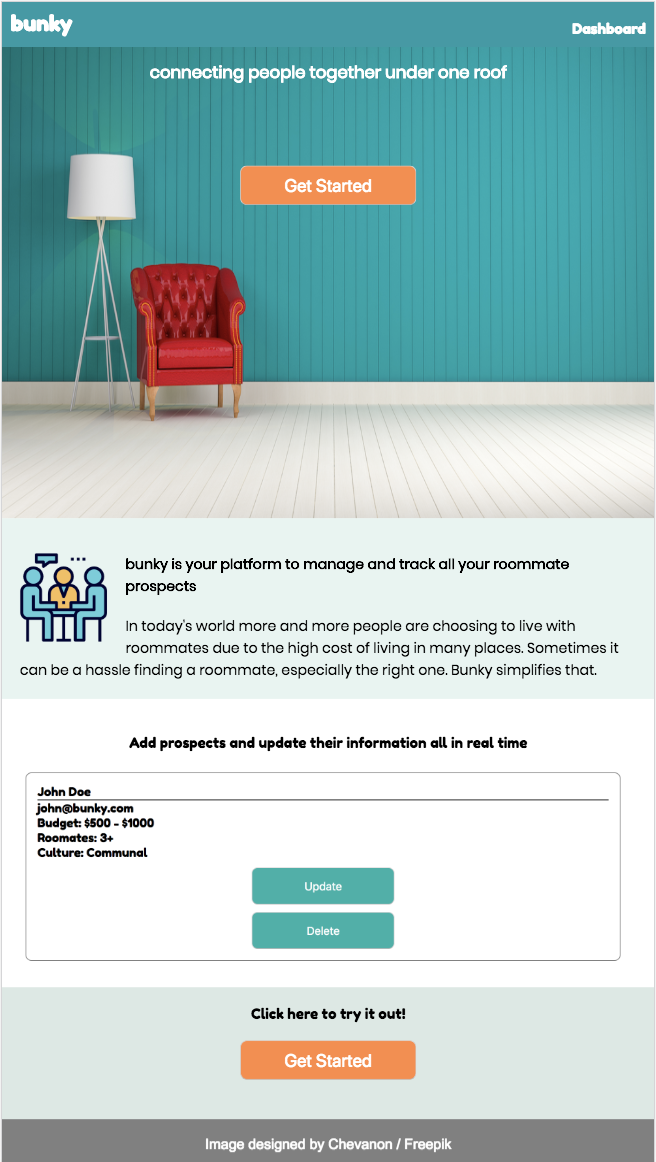 bunky
Dashboard
connecting people together under one roof
Get Started
bunky is your platform to manage and track all your roommate
prospects
In today's world more and more people are choosing to live with
roommates due to the high cost of living in many places. Sometimes it
can be a hassle finding a roommate, especially the right one. Bunky simplifies that.
Add prospects and update their information all in real time
John Doe
john@bunky.com
Budget: $500 - $1000
Roomates: 3+
Culture: Communal
Update
Delete
Click here to try it out!
Get Started
Image designed by Chevanon / Freepik